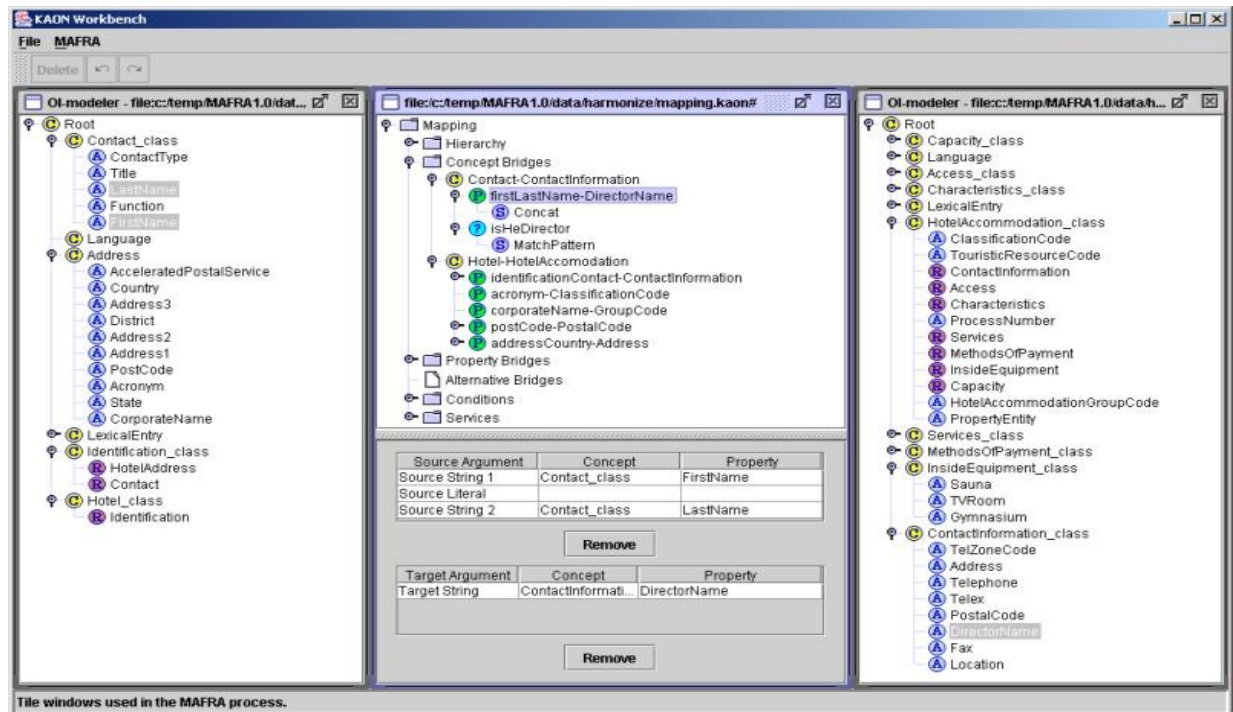 KAON Workbench
File MAFRA
Delete
OI-modeler - file:c:/temp/MAFRA1.0/dat...
Root
Contact_class
ContactType
Title
LastName
Function
FirstName
Language
Address
AcceleratedPostalService
Country
Address3
District
Address2
Address1
PostCode
Acronym
State
CorporateName
LexicalEntry
Identification_class
HotelAddress
Contact
Hotel_class
Identification
file:/c:/temp/MAFRA1.0/data/harmonize/mapping.kaon#
Mapping
Hierarchy
Concept Bridges
Contact-ContactInformation
firstLastName-DirectorName
Concat
isHeDirector
MatchPattern
Hotel-HotelAccomodation
identificationContact-ContactInformation
acronym-ClassificationCode
corporateName-GroupCode
postCode-PostalCode
addressCountry-Address
Property Bridges
Alternative Bridges
Conditions
Services
Source Argument Concept Property
Source String 1 Contact_class FirstName
Source Literal
Source String 2 Contact_class LastName
Remove
Target Argument Concept Property
Target String ContactInformati... DirectorName
Remove
OI-modeler - file:c:/temp/MAFRA1.0/data/h...
Root
Capacity_class
Language
Access_class
Characteristics_class
LexicalEntry
HotelAccommodation_class
ClassificationCode
TouristicResourceCode
ContactInformation
Access
Characteristics
ProcessNumber
Services
MethodsOfPayment
InsideEquipment
Capacity
HotelAccommodationGroupCode
PropertyEntity
Services_class
MethodsOfPayment_class
InsideEquipment_class
Sauna
TVRoom
Gymnasium
ContactInformation_class
TelZoneCode
Address
Telephone
Telex
PostalCode
DirectorName
Fax
Location
Tile windows used in the MAFRA process.